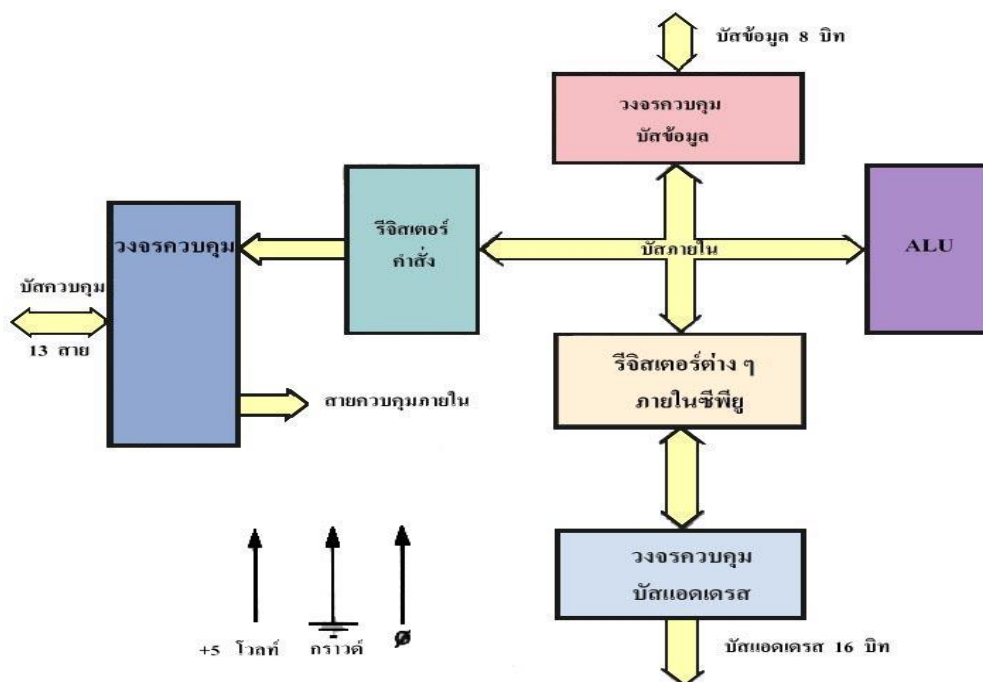 บัสข้อมูล 8 บิท
วงจรควบคุม
บัสข้อมูล
รีจิสเตอร์
คำสั่ง
วงจรควบคุม
บัสภายใน
ALU
บัสควบคุม
13 สาย
รีจิสเตอร์ต่าง ๆ
ภายในซีพียู
สายควบคุมภายใน
วงจรควบคุม
บัสแอดเดรส
+5 โวลท์
กราวด์
Ø
บัสแอดเดรส 16 บิท